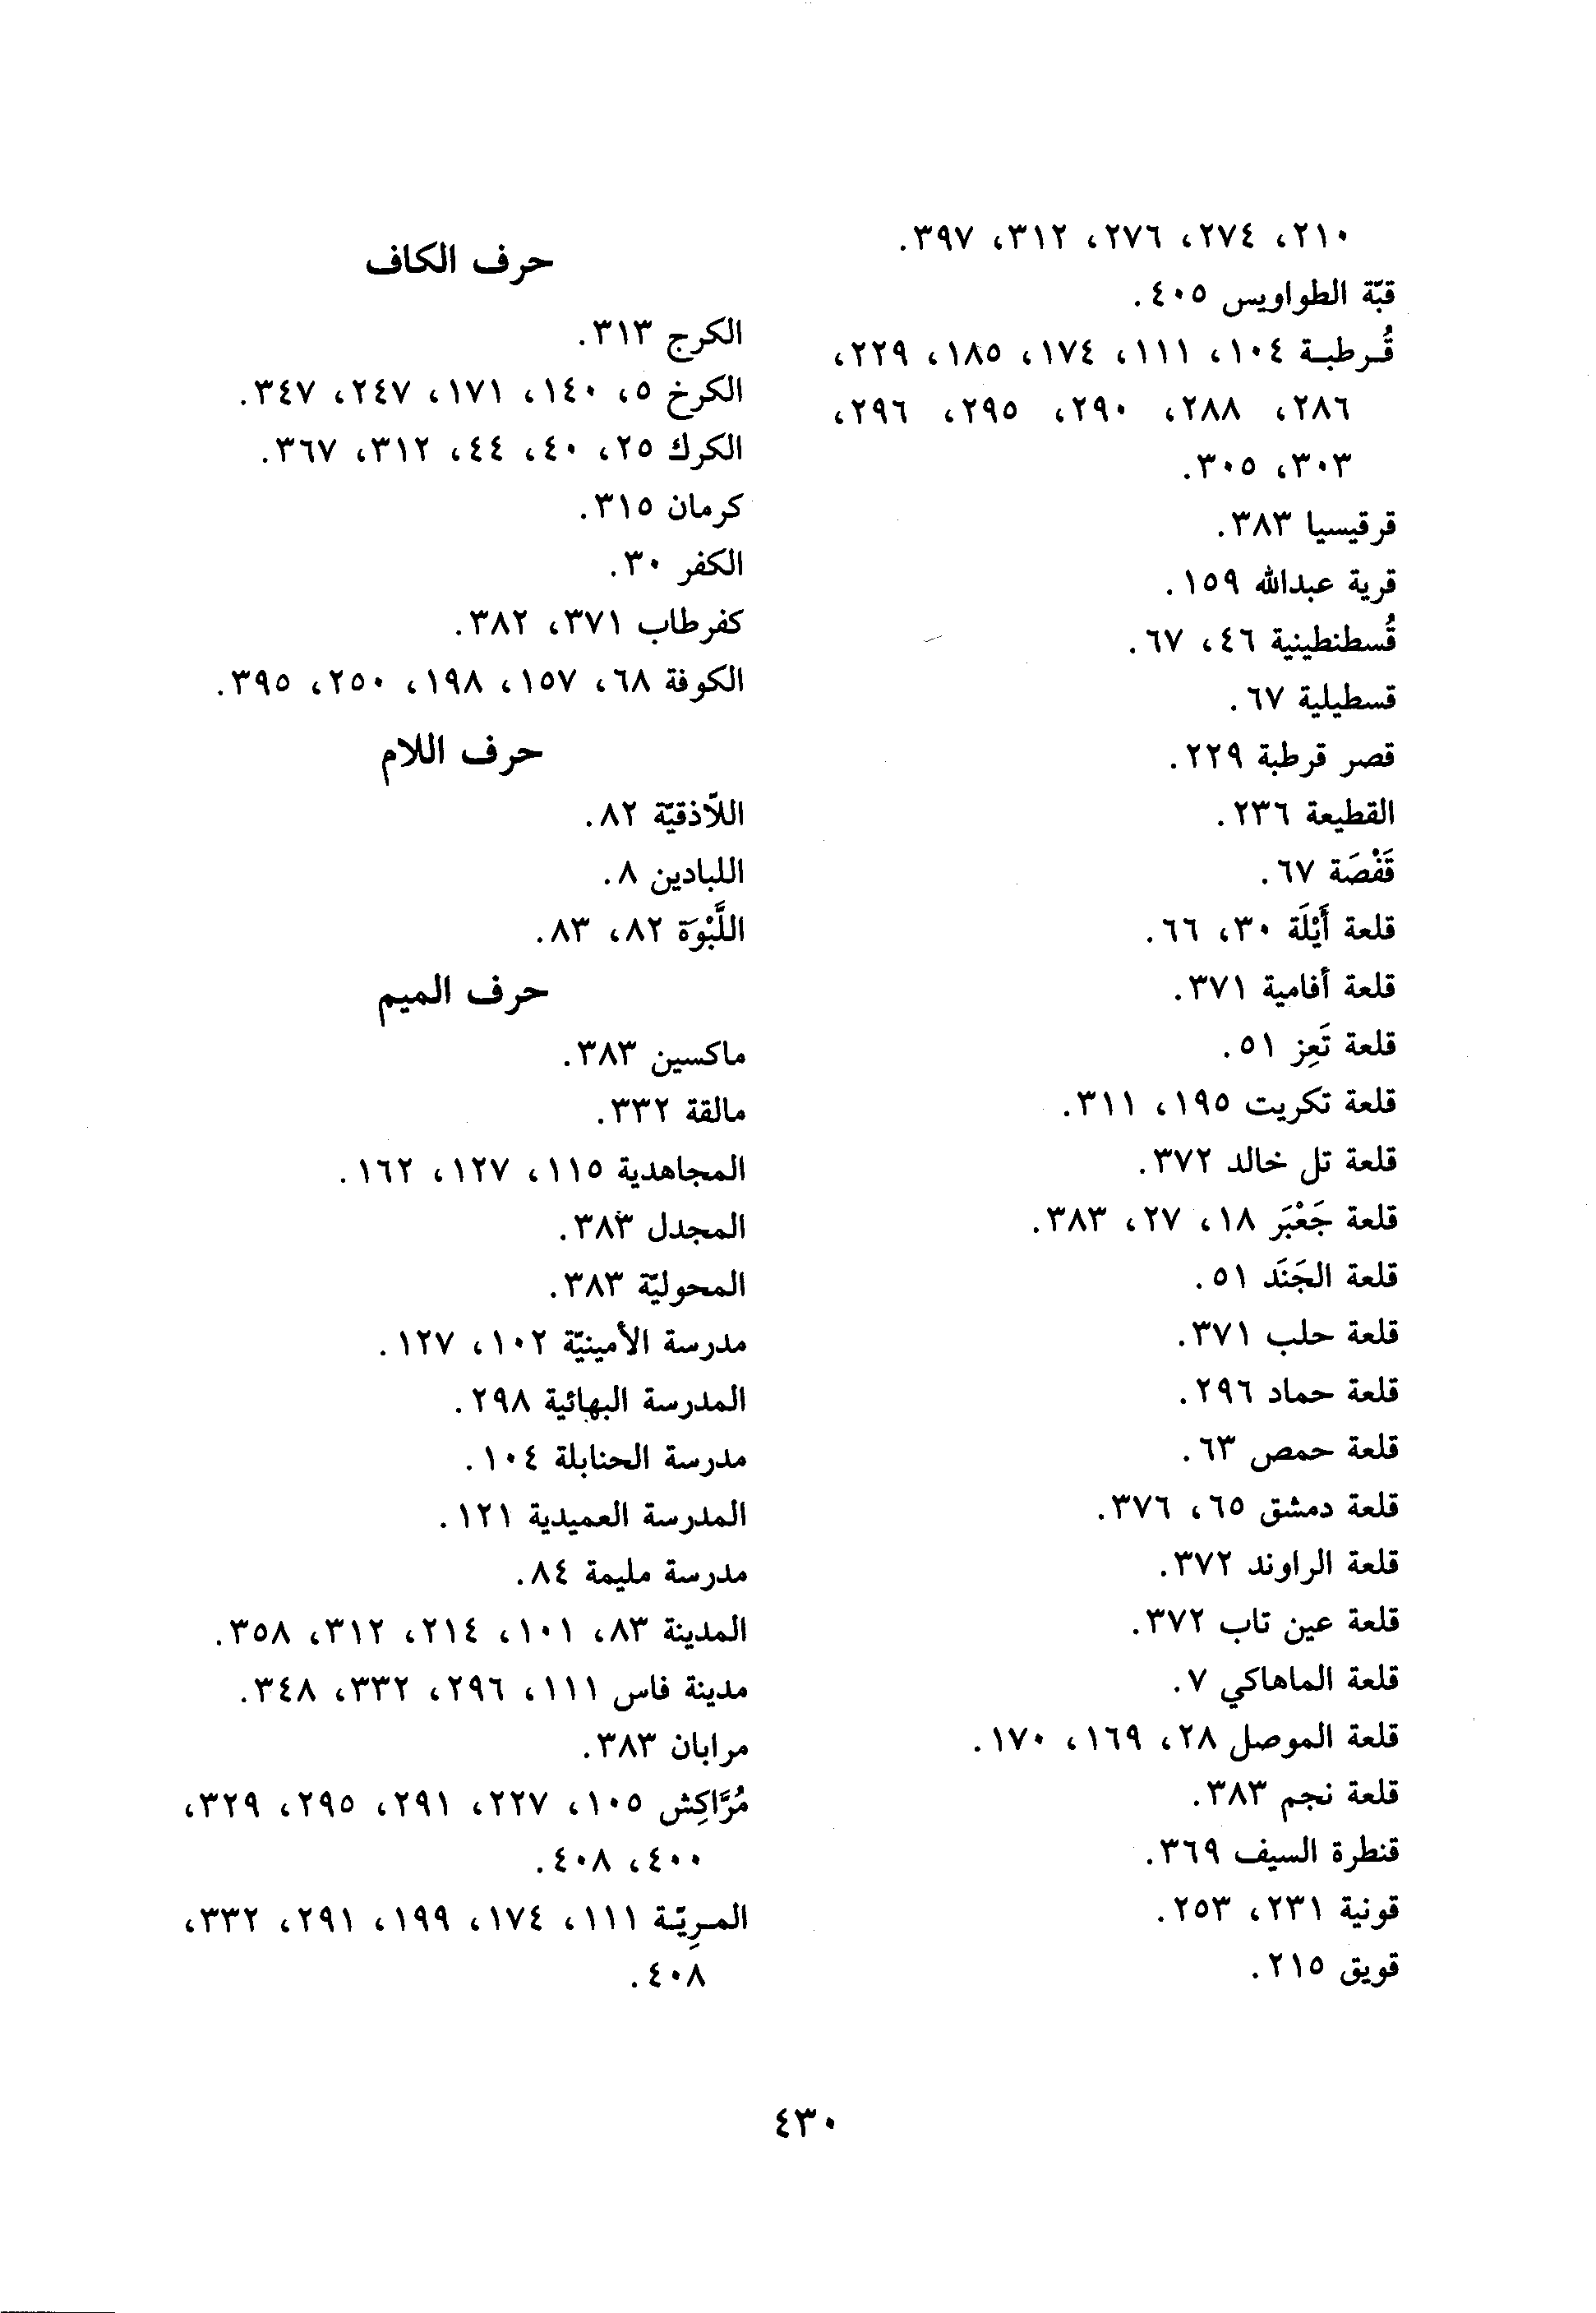 ٢١٠، ٢٧٤، ٢٧٦، ٣١٢، ٣٩٧.
قبّة الطواويس ٤٠٥.
قُرطبة ١٠٤، ١١١، ١٧٤، ١٨٥، ٢٢٩،
٢٨٦، ٢٨٨، ٢٩٠، ٢٩٥، ٢٩٦،
٣٠٣، ٣٠٥.
قرقيسيا ٣٨٣.
قرية عبدالله ١٥٩.
قُسطنطينية ٤٦، ٦٧.
قسطيلية ٦٧.
قصر قرطبة ٢٢٩.
القطيعة ٢٣٦.
قَفْصَة ٦٧.
قلعة أَيْلَة ٣٠، ٦٦.
قلعة أفامية ٣٧١.
قلعة تَعِز ٥١.
قلعة تكريت ١٩٥، ٣١١.
قلعة تل خالد ٣٧٢.
قلعة جَعْبَر ١٨، ٢٧، ٣٨٣.
قلعة الجَنَد ٥١.
قلعة حلب ٣٧١.
قلعة حماد ٢٩٦.
قلعة حمص ٦٣.
قلعة دمشق ٦٥، ٣٧٦.
قلعة الراوند ٣٧٢.
قلعة عين تاب ٣٧٢.
قلعة الماهاكي ٧.
قلعة الموصل ٢٨، ١٦٩، ١٧٠.
قلعة نجم ٣٨٣.
قنطرة السيف ٣٦٩.
قونية ٢٣١، ٢٥٣.
قويق ٢١٥.
حرف الكاف
الكرج ٣١٣.
الكرخ ٥، ١٤٠، ١٧١، ٢٤٧، ٣٤٧.
الكرك ٢٥، ٤٠، ٤٤، ٣١٢، ٣٦٧.
كرمان ٣١٥.
الكفر ٣٠.
كفرطاب ٣٧١، ٣٨٢.
الكوفة ٦٨، ١٥٧، ١٩٨، ٢٥٠، ٣٩٥.
حرف اللام
اللاّذقيّة ٨٢.
اللبادين ٨.
اللَّبْوَة ٨٢، ٨٣.
حرف الميم
ماكسين ٣٨٣.
مالقة ٣٣٢.
المجاهدية ١١٥، ١٢٧، ١٦٢.
المجدل ٣٨٣.
المحوليّة ٣٨٣.
مدرسة الأمينيّة ١٠٢، ١٢٧.
المدرسة البهائية ٢٩٨.
مدرسة الحنابلة ١٠٤.
المدرسة العميدية ١٢١.
مدرسة مليمة ٨٤.
المدينة ٨٣، ١٠١، ٢١٤، ٣١٢، ٣٥٨.
مدينة فاس ١١١، ٢٩٦، ٣٣٢، ٣٤٨.
مرابان ٣٨٣.
مُرَّاكِش ١٠٥، ٢٢٧، ٢٩١، ٢٩٥، ٣٢٩،
٤٠٠، ٤٠٨.
المرِيّة ١١١، ١٧٤، ١٩٩، ٢٩١، ٣٣٢،
٤٠٨.
٤٣٠